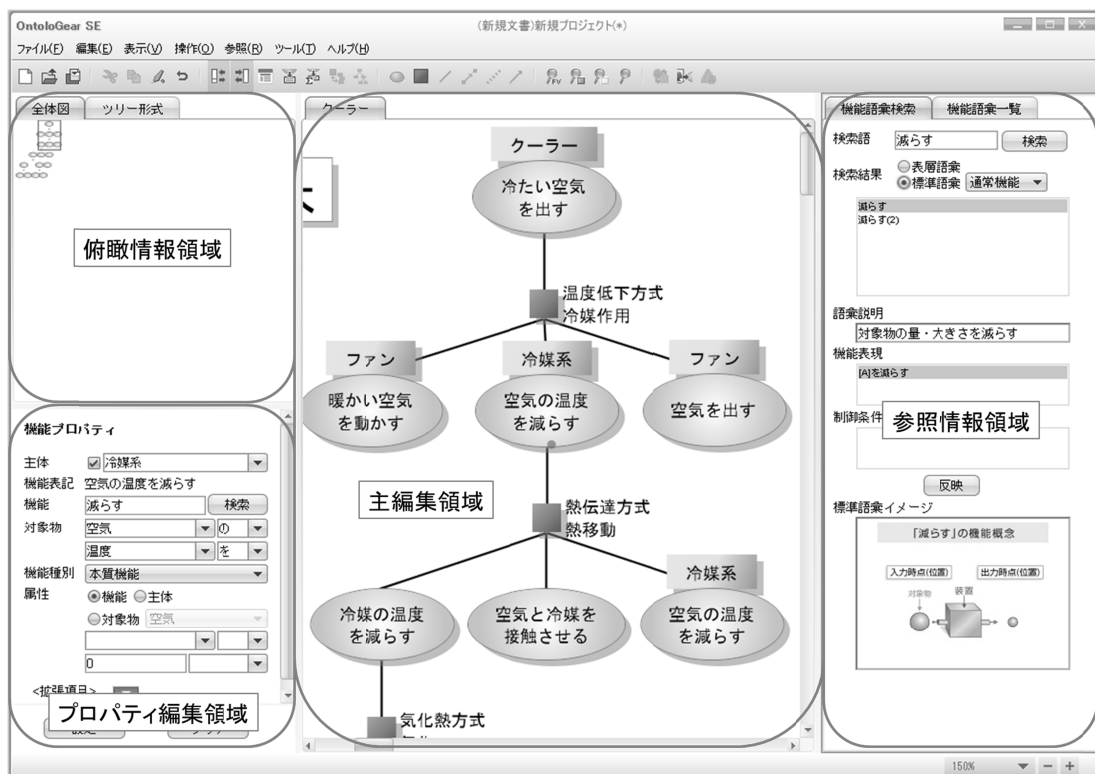 OntoloGear SE
(新規文書)新規プロジェクト(*)
ファイル(F) 編集(E) 表示(V) 操作(O) 参照(R) ツール(T) ヘルプ(H)
全体図
ツリー形式
俯瞰情報領域
機能プロパティ
主体
冷媒系
機能表記 空気の温度を減らす
機能
減らす
検索
対象物
空気
の
温度
を
機能種別
本質機能
属性
機能
主体
対象物
空気
0
<拡張項目>
プロパティ編集領域
クーラー
クーラー
冷たい空気
を出す
温度低下方式
冷媒作用
ファン
暖かい空気
を動かす
冷媒系
空気の温度
を減らす
ファン
空気を出す
主編集領域
熱伝達方式
熱移動
冷媒の温度
を減らす
空気と冷媒を
接触させる
冷媒系
空気の温度
を減らす
気化熱方式
機能語彙検索
機能語彙一覧
検索語
減らす
検索
検索結果
表層語彙
標準語彙
通常機能
減らす
減らす(2)
語彙説明
対象物の量・大きさを減らす
機能表現
[A]を減らす
制御条件
参照情報領域
反映
標準語彙イメージ
「減らす」の機能概念
入力時点(位置)
出力時点(位置)
対象物
装置
150%